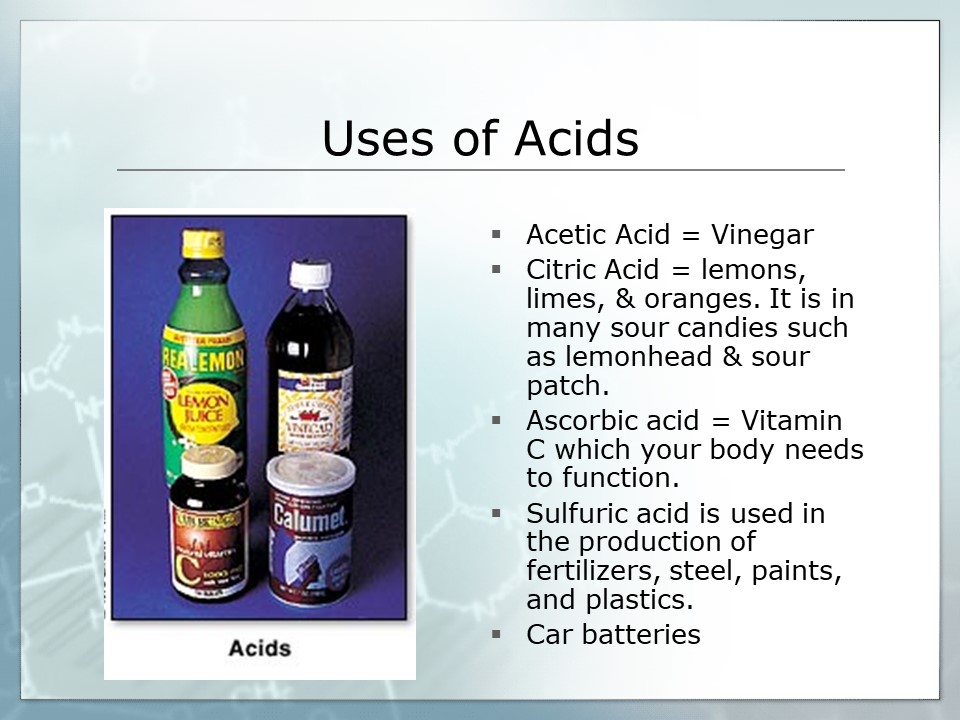 Uses of Acids
REALEMON
LEMON
JUICE
VINEGAR
Calumet
C
Acids
▪ Acetic Acid = Vinegar
▪ Citric Acid = lemons,
limes, & oranges. It is in
many sour candies such
as lemonhead & sour
patch.
▪ Ascorbic acid = Vitamin
C which your body needs
to function.
▪ Sulfuric acid is used in
the production of
fertilizers, steel, paints,
and plastics.
▪ Car batteries